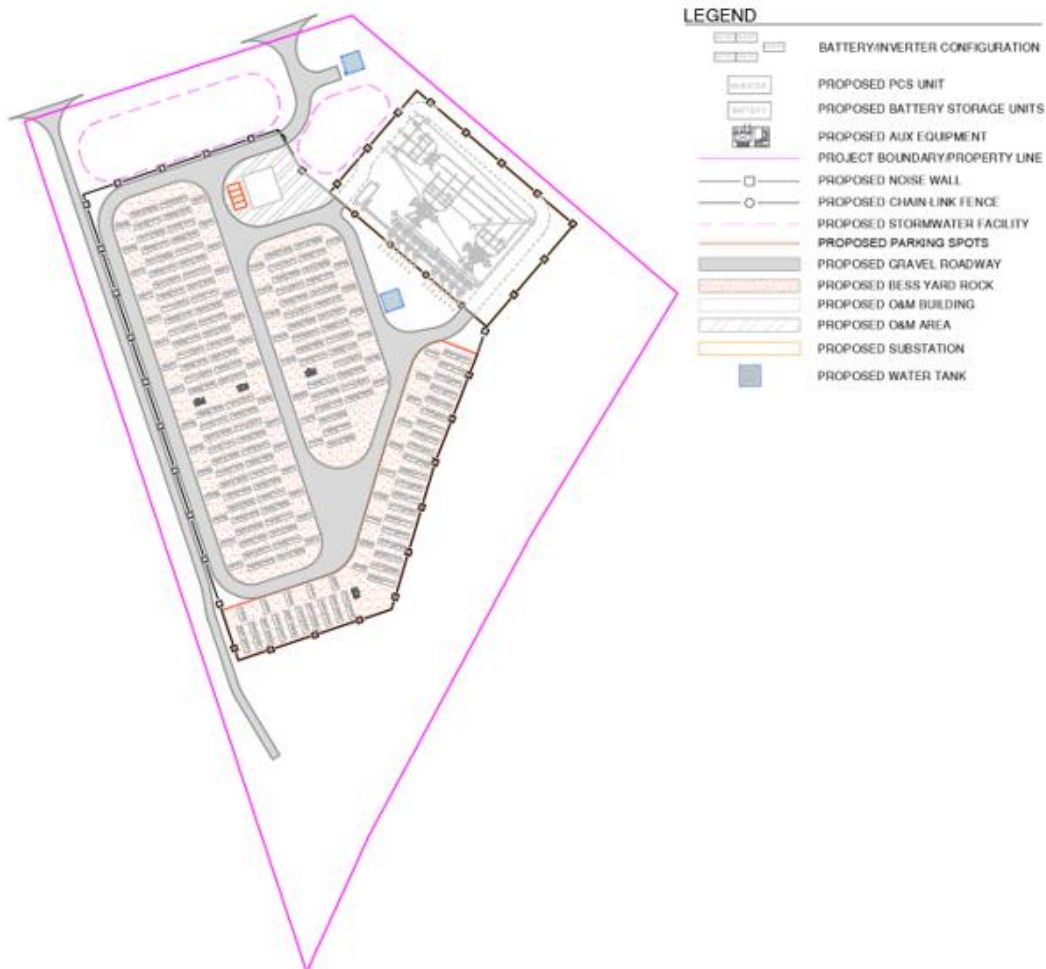 LEGEND
BATTERY/INVERTER CONFIGURATION
PROPOSED PCS UNIT
BATTERY
PROPOSED BATTERY STORAGE UNITS
PROPOSED AUX EQUIPMENT
PROJECT BOUNDARY/PROPERTY LINE
PROPOSED NOISE WALL
PROPOSED CHAIN-LINK FENCE
PROPOSED STORMWATER FACILITY
PROPOSED PARKING SPOTS
PROPOSED GRAVEL ROADWAY
PROPOSED BESS YARD ROCK
PROPOSED O&M BUILDING
PROPOSED O&M AREA
PROPOSED SUBSTATION
PROPOSED WATER TANK